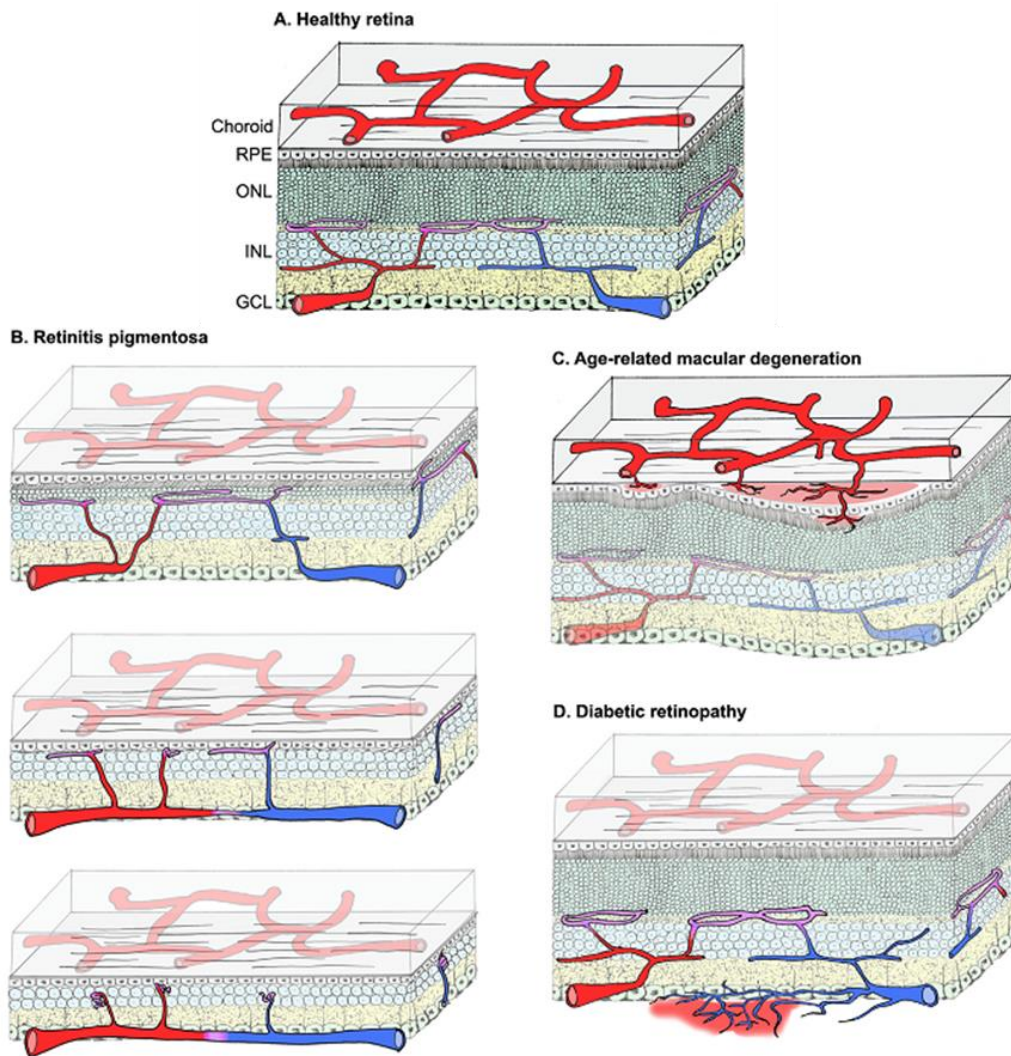 A. Healthy retina
Choroid
RPE
ONL
INL
GCL
B. Retinitis pigmentosa
C. Age-related macular degeneration
D. Diabetic retinopathy